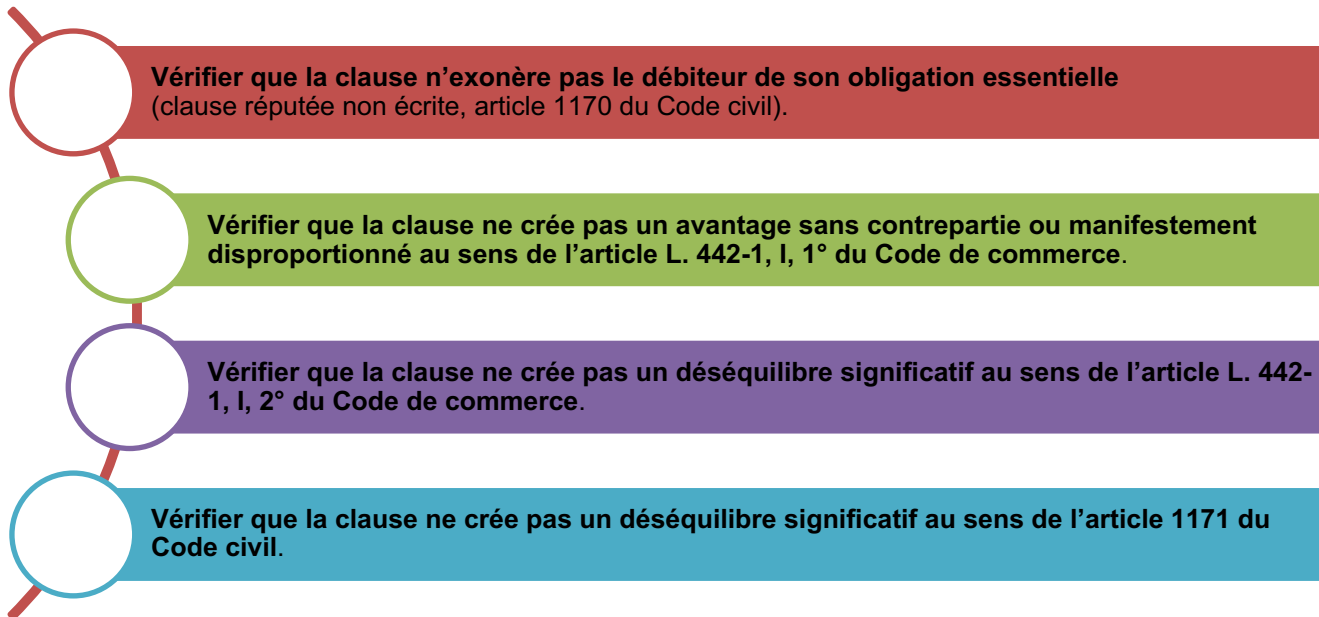 Vérifier que la clause n’exonère pas le débiteur de son obligation essentielle
(clause réputée non écrite, article 1170 du Code civil).
Vérifier que la clause ne crée pas un avantage sans contrepartie ou manifestement
disproportionné au sens de l’article L. 442-1, I, 1° du Code de commerce.
Vérifier que la clause ne crée pas un déséquilibre significatif au sens de l’article L. 442-
1, I, 2° du Code de commerce.
Vérifier que la clause ne crée pas un déséquilibre significatif au sens de l’article 1171 du
Code civil.